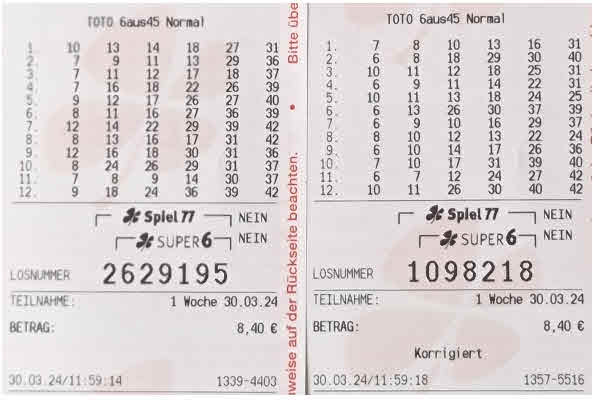 TOTO 6aus45 Normal
1. 10 13 14 18 27 31
2. 7 9 11 13 29 36
3. 7 11 12 17 18 37
4. 7 16 18 22 26 39
5. 9 12 17 26 27 40
6. 8 11 16 27 36 39
7. 12 14 22 29 39 42
8. 8 13 16 17 31 42
9. 12 16 18 30 31 36
10. 8 24 26 29 31 37
11. 7 8 9 14 30 37
12. 9 18 24 36 39 42
Spiel 77 NEIN
SUPER 6 NEIN
LOSNUMMER 2629195
TEILNAHME: 1 Woche 30.03.24
BETRAG: 8,40 €
30.03.24/11:59:14 1339-4403
nweise auf der Rückseite beachten. • Bitte übe
TOTO 6aus45 Normal
1. 7 8 10 13 16 31
2. 6 8 18 29 30 40
3. 10 11 12 18 25 31
4. 6 9 11 14 22 31
5. 10 11 13 18 24 25
6. 6 13 26 30 37 39
7. 6 9 10 16 29 37
8. 8 10 12 13 22 24
9. 6 10 14 17 26 36
10. 7 10 17 31 39 40
11. 6 7 12 24 27 42
12. 10 11 26 30 40 42
Spiel 77 NEIN
SUPER 6 NEIN
LOSNUMMER 1098218
TEILNAHME: 1 Woche 30.03.24
BETRAG: 8,40 €
Korrigiert
30.03.24/11:59:18 1357-5516